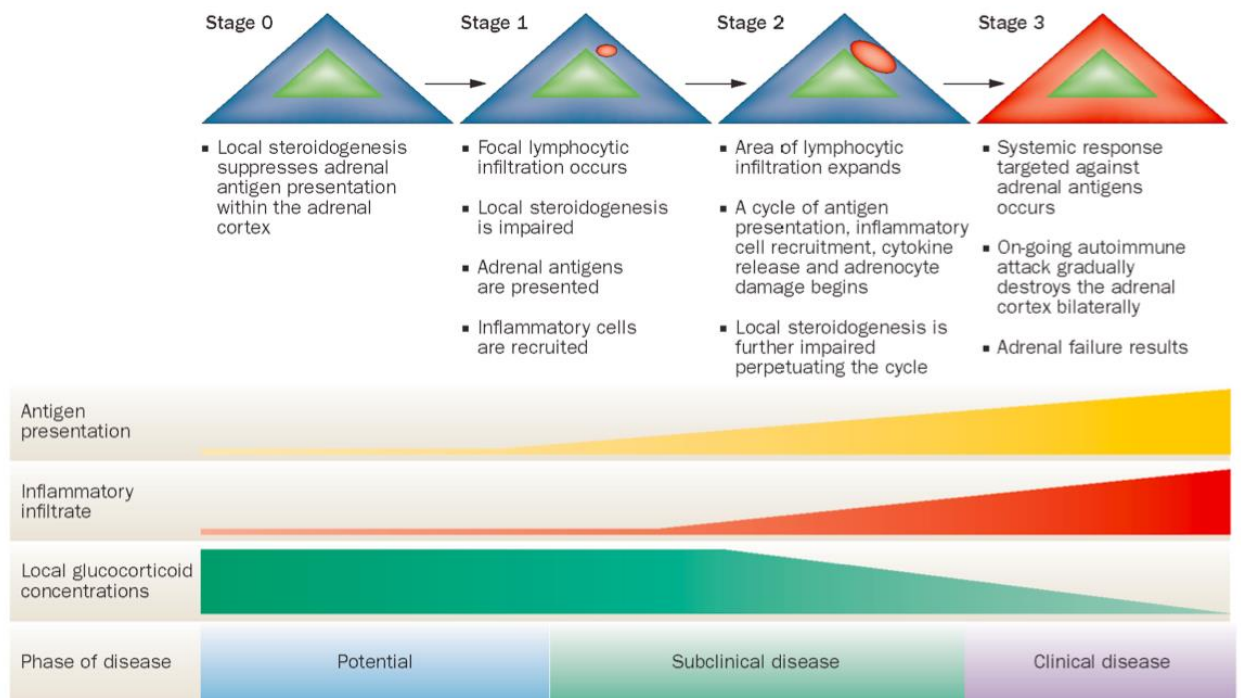 Stage 0
▪ Local steroidogenesis
suppresses adrenal
antigen presentation
within the adrenal
cortex
Stage 1
▪ Focal lymphocytic
infiltration occurs
▪ Local steroidogenesis
is impaired
▪ Adrenal antigens
are presented
▪ Inflammatory cells
are recruited
Stage 2
▪ Area of lymphocytic
infiltration expands
▪ A cycle of antigen
presentation, inflammatory
cell recruitment, cytokine
release and adrenocyte
damage begins
▪ Local steroidogenesis is
further impaired
perpetuating the cycle
Stage 3
▪ Systemic response
targeted against
adrenal antigens
occurs
▪ On-going autoimmune
attack gradually
destroys the adrenal
cortex bilaterally
▪ Adrenal failure results
Antigen
presentation
Inflammatory
infiltrate
Local glucocorticoid
concentrations
Phase of disease
Potential
Subclinical disease
Clinical disease